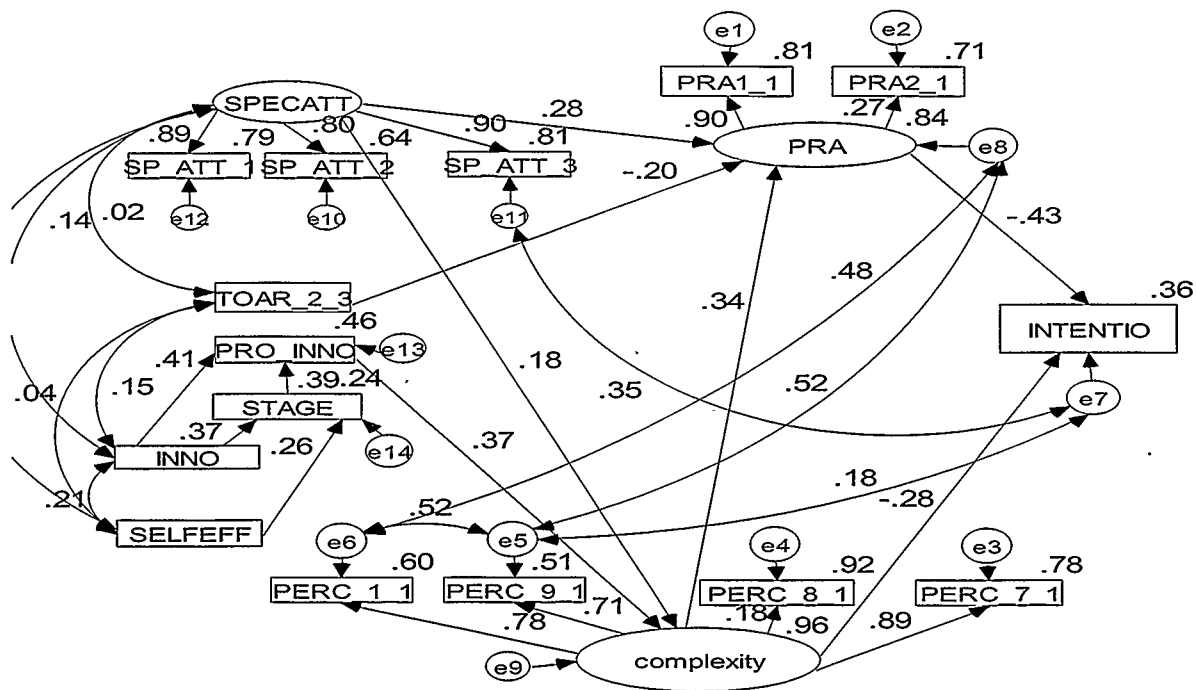 e1
e2
.81
.71
PRA1_1
PRA2_1
SPECATT
.28
.90
.27
.84
.89
.79
.80
.64
.90
.81
PRA
e8
SP_ATT_1
SP_ATT_2
SP_ATT_3
-.20
e12
e10
e11
.14
.02
-.43
.48
TOAR_2_3
.34
.36
.46
INTENTIO
PRO_INNO
e13
.41
.18
.04
.15
.39
.24
.35
.52
STAGE
e7
.37
.26
e14
.37
INNO
.18
.21
.52
-.28
SELFEFF
e6
e5
e4
e3
.60
.51
.92
.78
PERC_1_1
PERC_9_1
PERC_8_1
PERC_7_1
.78
.71
.18
.96
.89
e9
complexity